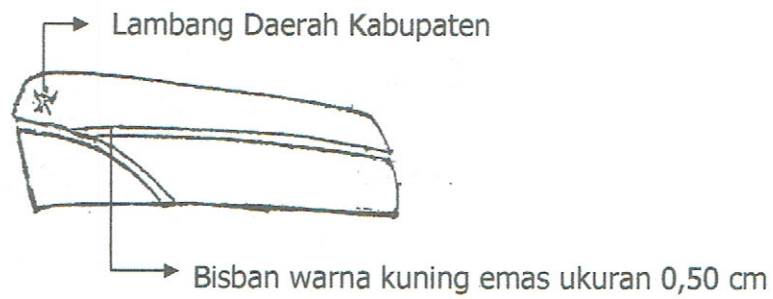 Lambang Daerah Kabupaten
Bisban warna kuning emas ukuran 0,50 cm